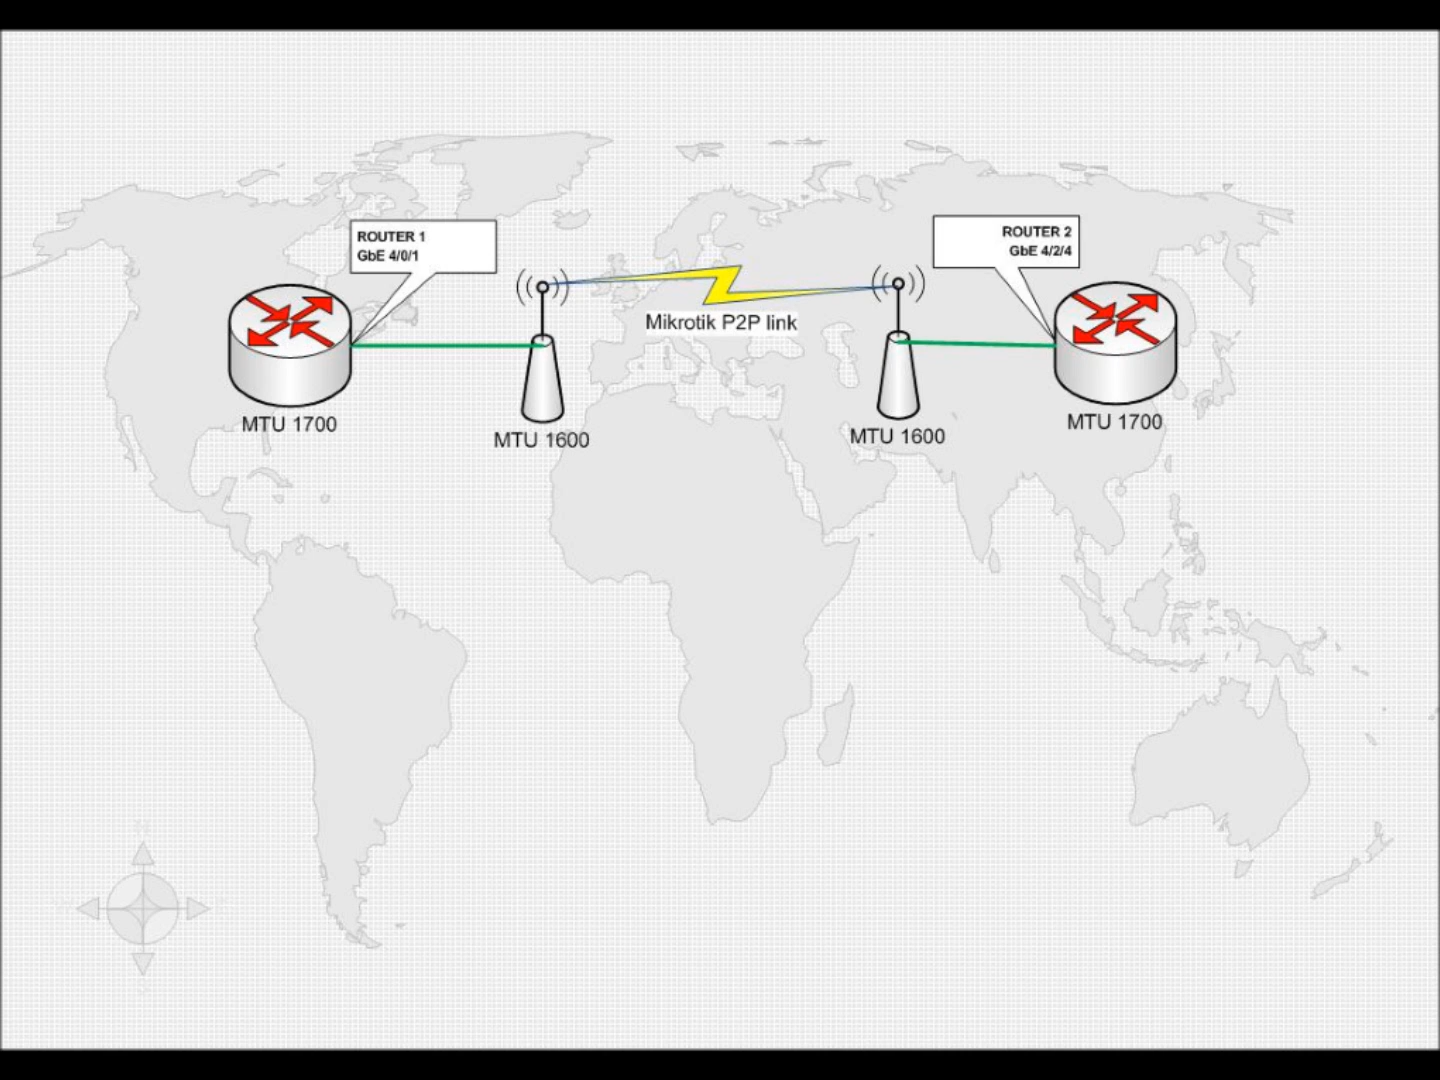 ROUTER 1
GbE 4/0/1
ROUTER 2
GbE 4/2/4
Mikrotik P2P link
MTU 1700
MTU 1600
MTU 1600
MTU 1700